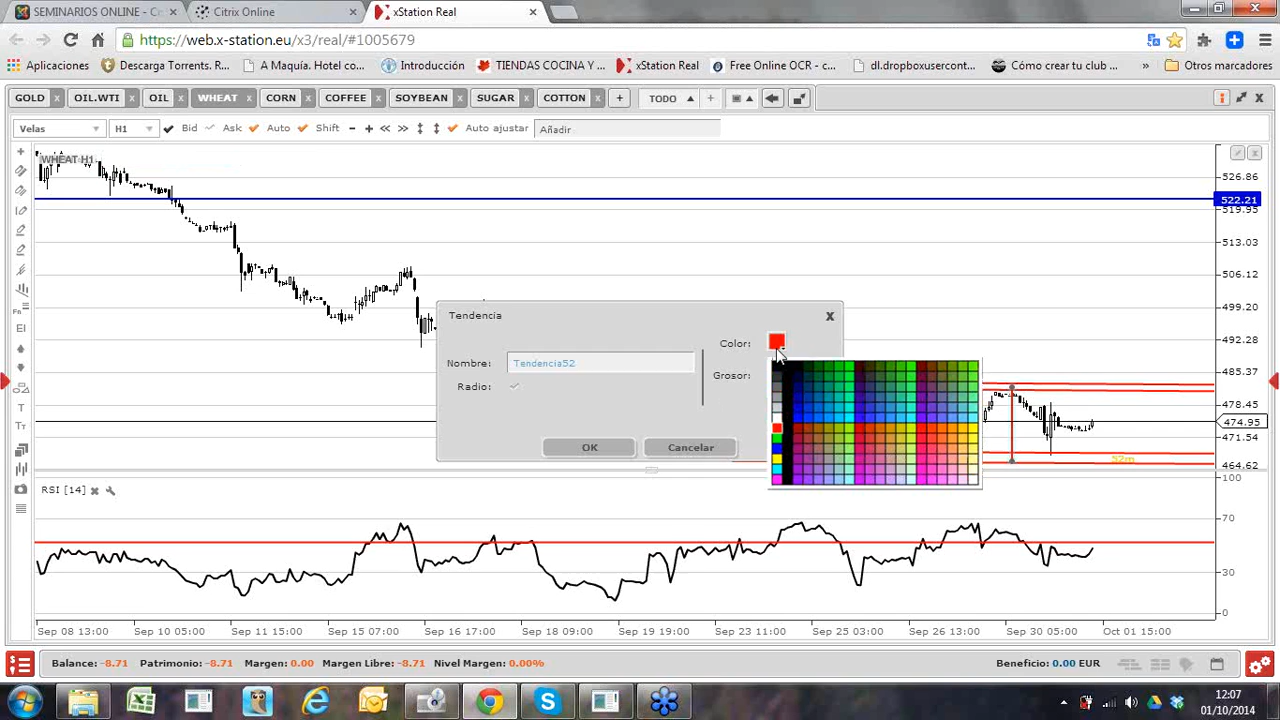 SEMINARIOS ONLINE - Ce
Citrix Online
xStation Real
https://web.x-station.eu/x3/real/#1005679
Aplicaciones
Descarga Torrents. R...
A Maquía. Hotel co...
Introducción
TIENDAS COCINA Y ...
xStation Real
Free Online OCR - c...
dl.dropboxusercont...
Cómo crear tu club ...
»
Otros marcadores
GOLD x OIL.WTI x OIL x WHEAT x CORN x COFFEE x SOYBEAN x SUGAR x COTTON x + TODO +
Velas H1 Bid Ask Auto Shift - + Auto ajustar Añadir
WHEAT H1
526.86
522.21
519.95
513.03
506.12
499.20
492.28
485.37
478.45
474.95
471.54
464.62
Tendencia X
Nombre: Tendencia52
Radio:
Color:
Grosor:
OK Cancelar
52m
F6
EI
T
TT
RSI [14]
100
70
30
0
Sep 08 13:00 Sep 10 05:00 Sep 11 15:00 Sep 15 07:00 Sep 16 17:00 Sep 18 09:00 Sep 19 19:00 Sep 23 11:00 Sep 25 03:00 Sep 26 13:00 Sep 30 05:00 Oct 01 15:00
Balance: -8.71 Patrimonio: -8.71 Margen: 0.00 Margen Libre: -8.71 Nivel Margen: 0.00% Beneficio: 0.00 EUR
12:07
01/10/2014